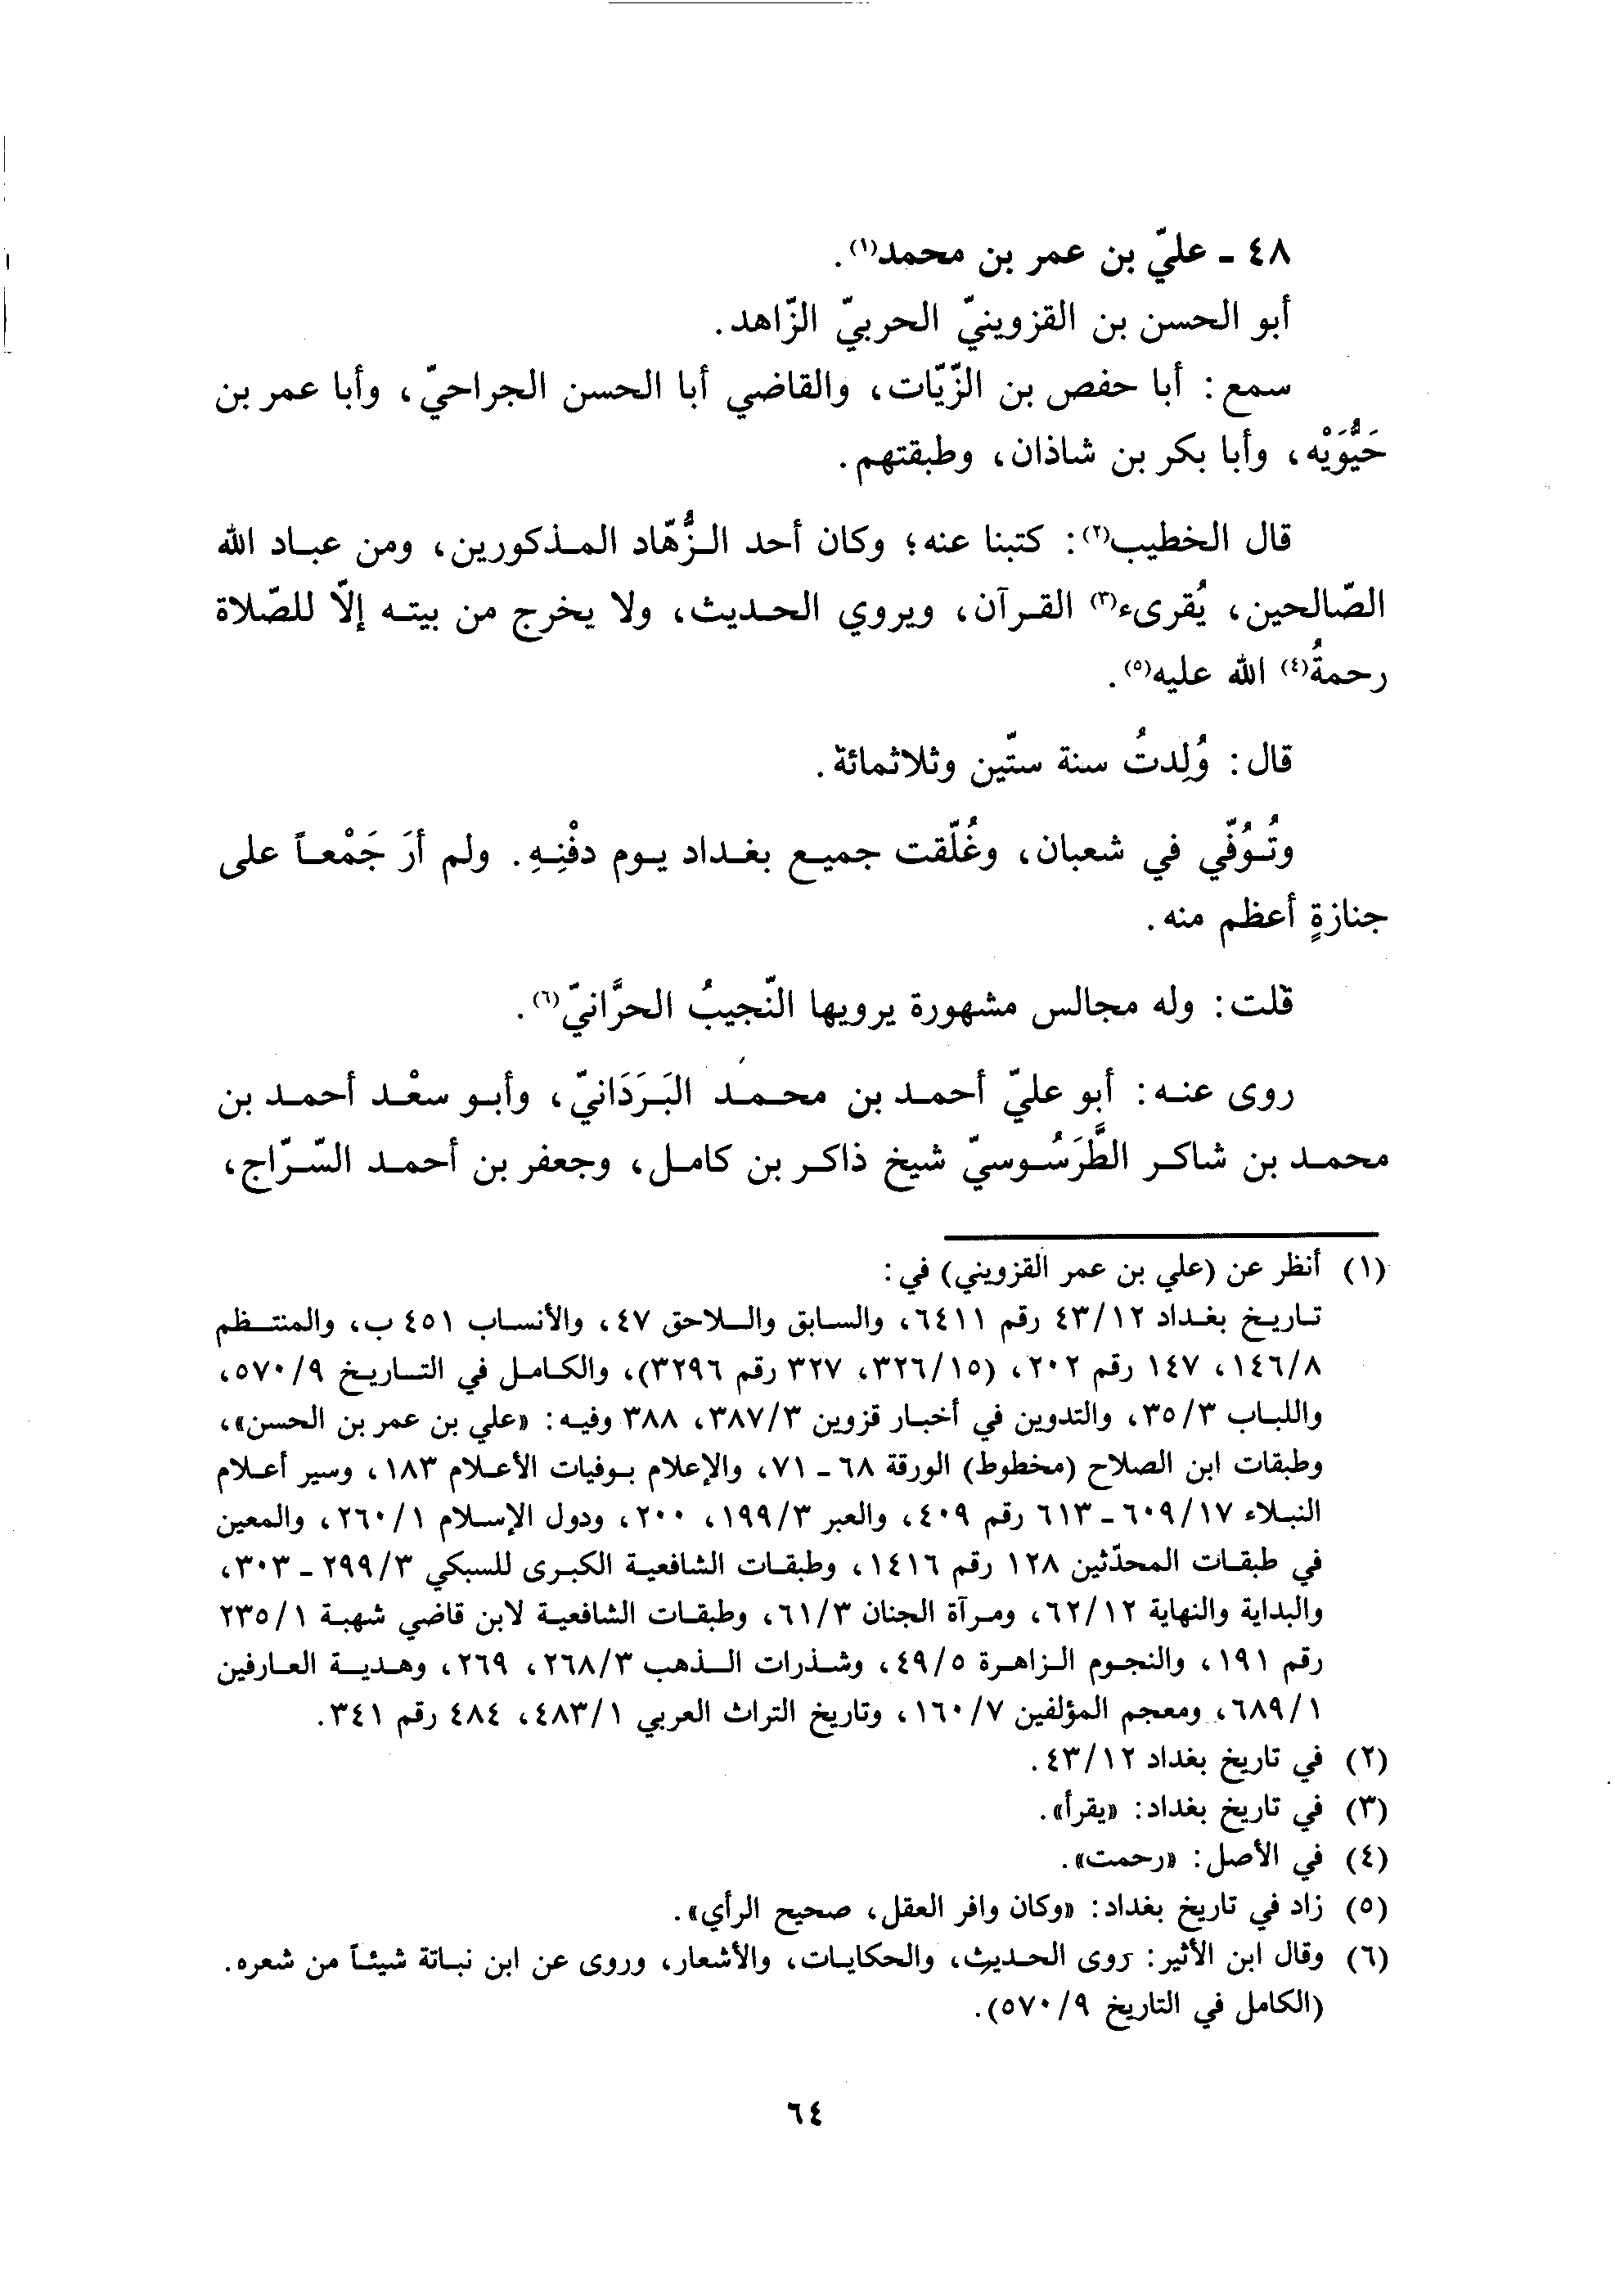 ٤٨ ـ عليّ بن عمر بن محمد(١).
أبو الحسن بن القزوينيّ الحربيّ الزّاهد.
سمع: أبا حفص بن الزّيّات، والقاضي أبا الحسن الجراحيّ، وأبا عمر بن
حَيُّوَيْه، وأبا بكر بن شاذان، وطبقتهم.
قال الخطيب(٢): كتبنا عنه؛ وكان أحد الزُّهّاد المذكورين، ومن عباد الله
الصّالحين، يُقرىء(٣) القرآن، ويروي الحديث، ولا يخرج من بيته إلّا للصّلاة
رحمةُ(٤) الله عليه(٥).
قال: وُلِدتُ سنة ستّين وثلاثمائة.
وتُوُفّي في شعبان، وغُلّقت جميع بغداد يوم دفْنِهِ. ولم أرَ جَمْعاً على
جنازةٍ أعظم منه.
قلت: وله مجالس مشهورة يرويها النّجيبُ الحرَّانيّ(٦).
روى عنه: أبو عليّ أحمد بن محمد البَرَدَانيّ، وأبو سعْد أحمد بن
محمد بن شاكر الطَّرَسُوسيّ شيخ ذاكر بن كامل، وجعفر بن أحمد السّرّاج،
(١) أنظر عن (علي بن عمر القزويني) في:
تاريخ بغداد ٤٣/١٢ رقم ٦٤١١، والسابق واللاحق ٤٧، والأنساب ٤٥١ ب، والمنتظم
١٤٦/٨، ١٤٧ رقم ٢٠٢، (٣٢٦/١٥، ٣٢٧ رقم ٣٢٩٦)، والكامل في التاريخ ٥٧٠/٩،
واللباب ٣٥/٣، والتدوين في أخبار قزوين ٣٨٧/٣، ٣٨٨ وفيه: «علي بن عمر بن الحسن»،
وطبقات ابن الصلاح (مخطوط) الورقة ٦٨ ـ ٧١، والإعلام بوفيات الأعلام ١٨٣، وسير أعلام
النبلاء ٦٠٩/١٧ ـ ٦١٣ رقم ٤٠٩، والعبر ١٩٩/٣، ٢٠٠، ودول الإسلام ٢٦٠/١، والمعين
في طبقات المحدّثين ١٢٨ رقم ١٤١٦، وطبقات الشافعية الكبرى للسبكي ٢٩٩/٣ ـ ٣٠٣،
والبداية والنهاية ٦٢/١٢، ومرآة الجنان ٦١/٣، وطبقات الشافعية لابن قاضي شهبة ٢٣٥/١
رقم ١٩١، والنجوم الزاهرة ٤٩/٥، وشذرات الذهب ٢٦٨/٣، ٢٦٩، وهدية العارفين
٦٨٩/١، ومعجم المؤلفين ١٦٠/٧، وتاريخ التراث العربي ٤٨٣/١، ٤٨٤ رقم ٣٤١.
(٢) في تاريخ بغداد ٤٣/١٢.
(٣) في تاريخ بغداد: «يقرأ».
(٤) في الأصل: «رحمت».
(٥) زاد في تاريخ بغداد: «وكان وافر العقل، صحيح الرأي».
(٦) وقال ابن الأثير: روى الحديث، والحكايات، والأشعار، وروى عن ابن نباتة شيئاً من شعره.
(الكامل في التاريخ ٥٧٠/٩).
٦٤